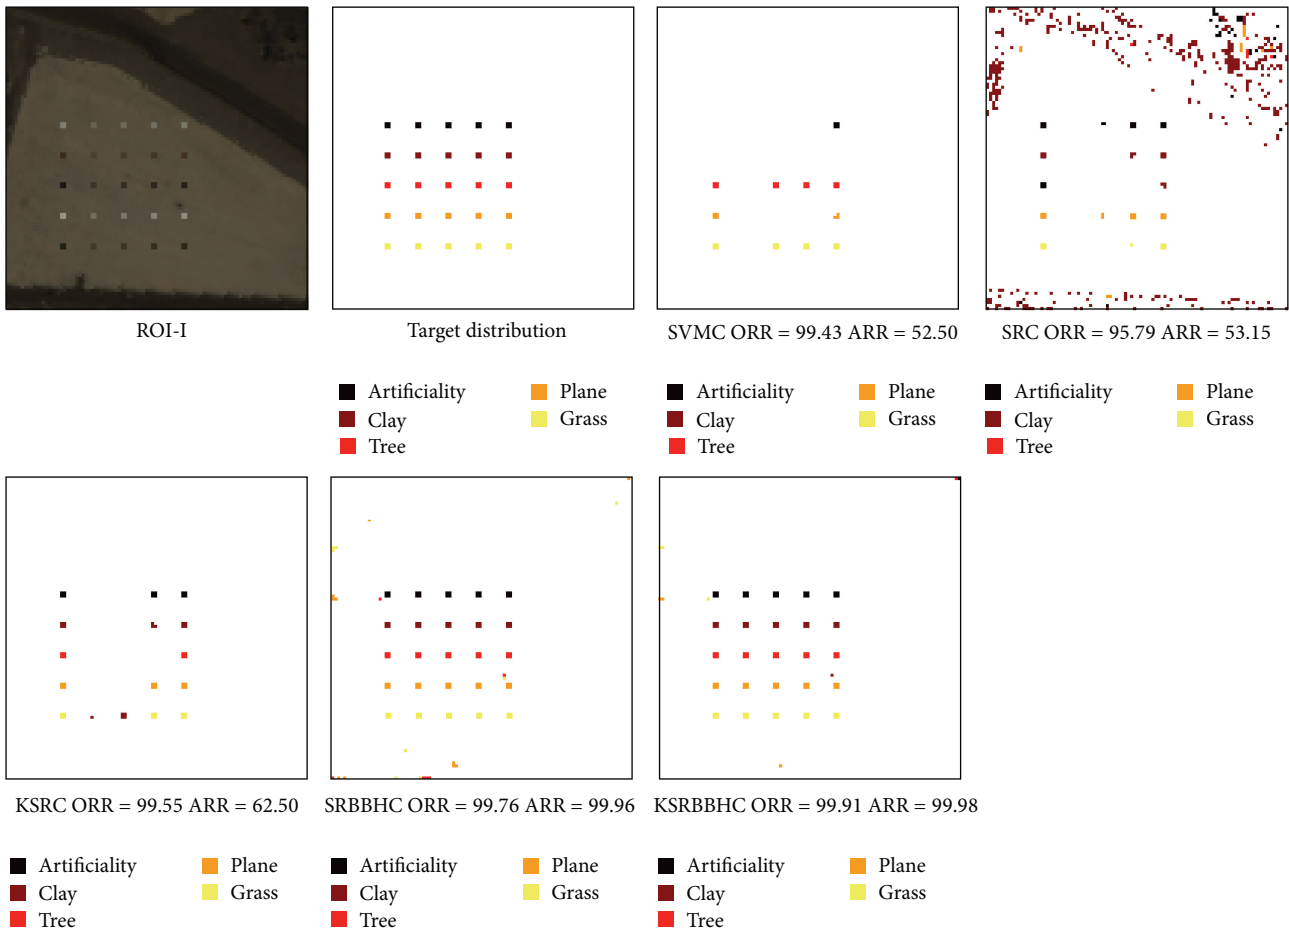 ROI-I
Target distribution
SVMC ORR = 99.43 ARR = 52.50
SRC ORR = 95.79 ARR = 53.15
Artificiality
Clay
Tree
Plane
Grass
Artificiality
Clay
Tree
Plane
Grass
Artificiality
Clay
Tree
Plane
Grass
KSRC ORR = 99.55 ARR = 62.50
SRBBHC ORR = 99.76 ARR = 99.96
KSRBBHC ORR = 99.91 ARR = 99.98
Artificiality
Clay
Tree
Plane
Grass
Artificiality
Clay
Tree
Plane
Grass
Artificiality
Clay
Tree
Plane
Grass